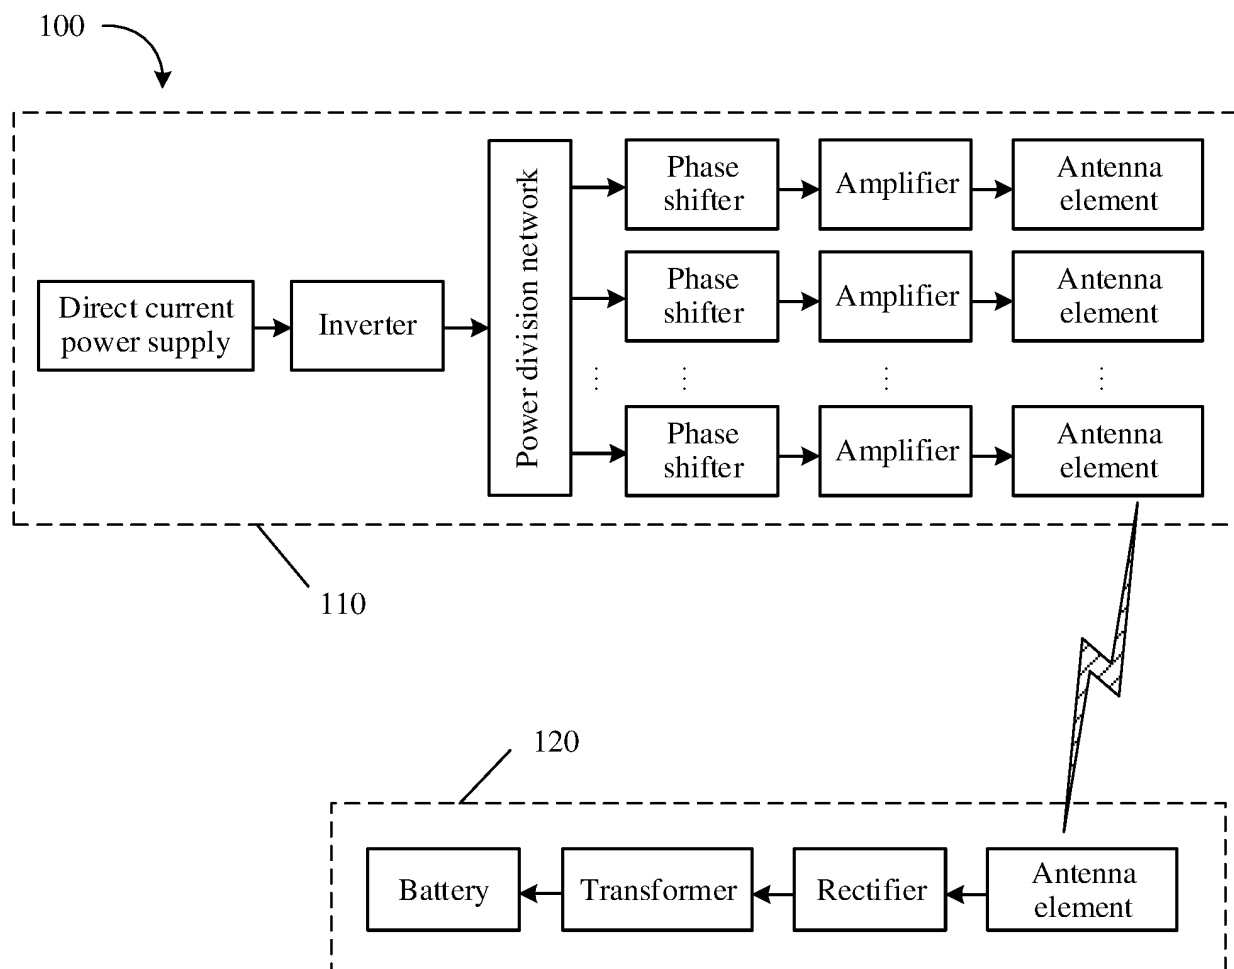 100
Phase
shifter
Amplifier
Antenna
element
Phase
shifter
Amplifier
Antenna
element
Direct current
power supply
Inverter
Power division network
Phase
shifter
Amplifier
Antenna
element
110
120
Battery
Transformer
Rectifier
Antenna
element